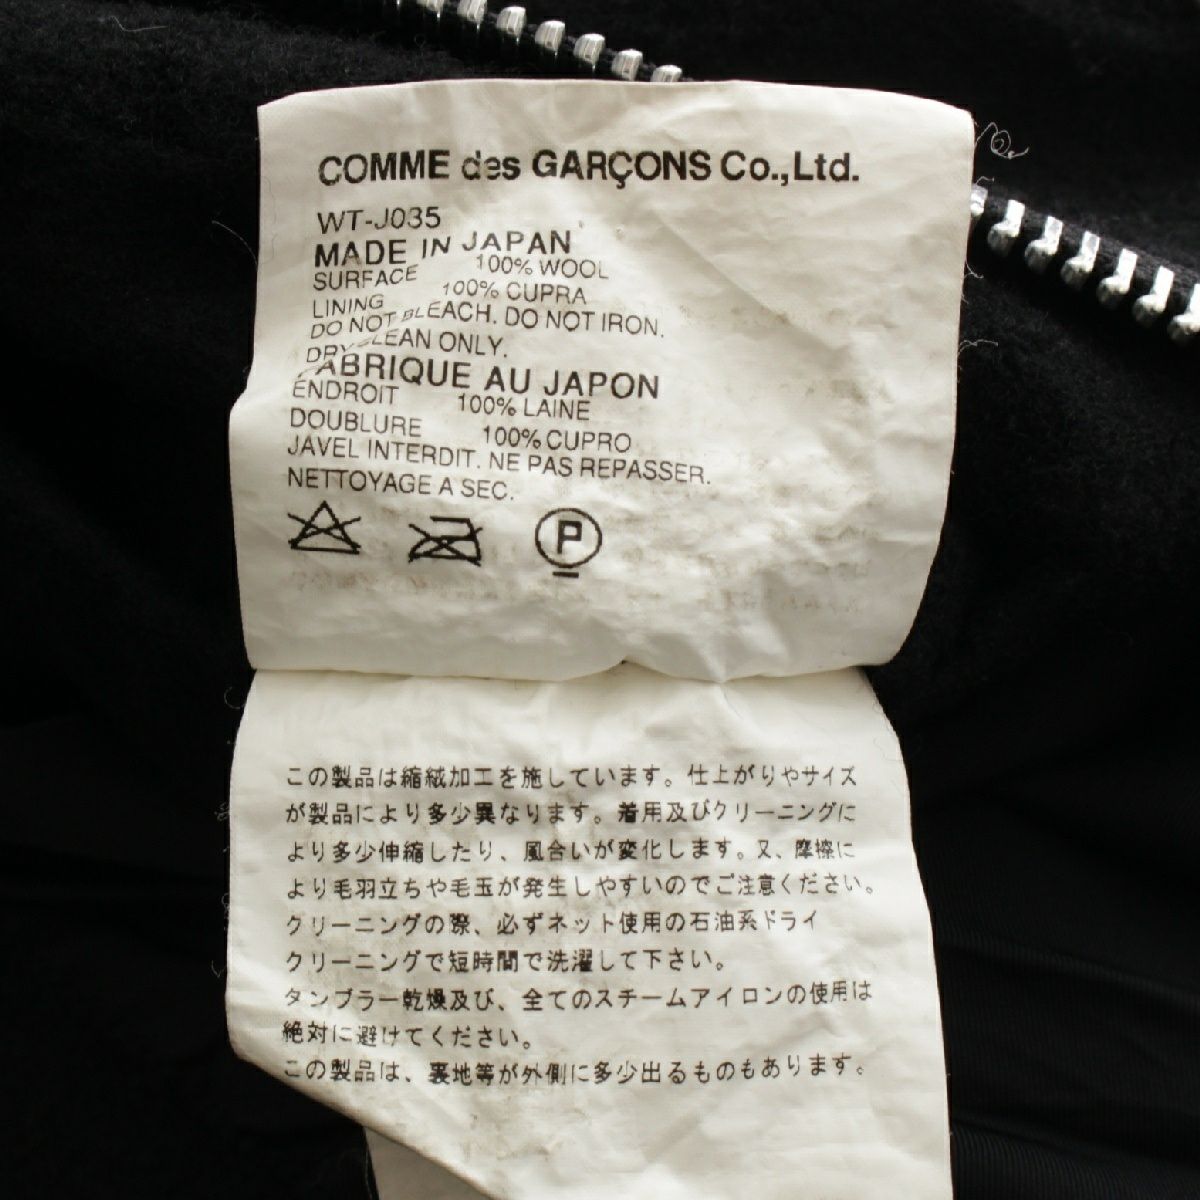 COMME des GARÇONS Co.,Ltd.
WT-J035
MADE IN JAPAN
SURFACE 100% WOOL
LINING 100% CUPRA
DO NOT BLEACH. DO NOT IRON.
DRY CLEAN ONLY.
FABRIQUE AU JAPON
ENDROIT 100% LAINE
DOUBLURE 100% CUPRO
JAVEL INTERDIT. NE PAS REPASSER.
NETTOYAGE A SEC.
P
この製品は縮絨加工を施しています。仕上がりやサイズ
が製品により多少異なります。着用及びクリーニングに
より多少伸縮したり、風合いが変化します。又、摩擦に
より毛羽立ちや毛玉が発生しやすいのでご注意ください。
クリーニングの際、必ずネット使用の石油系ドライ
クリーニングで短時間で洗濯して下さい。
タンブラー乾燥及び、全てのスチームアイロンの使用は
絶対に避けてください。
この製品は、裏地等が外側に多少出るものもあります。